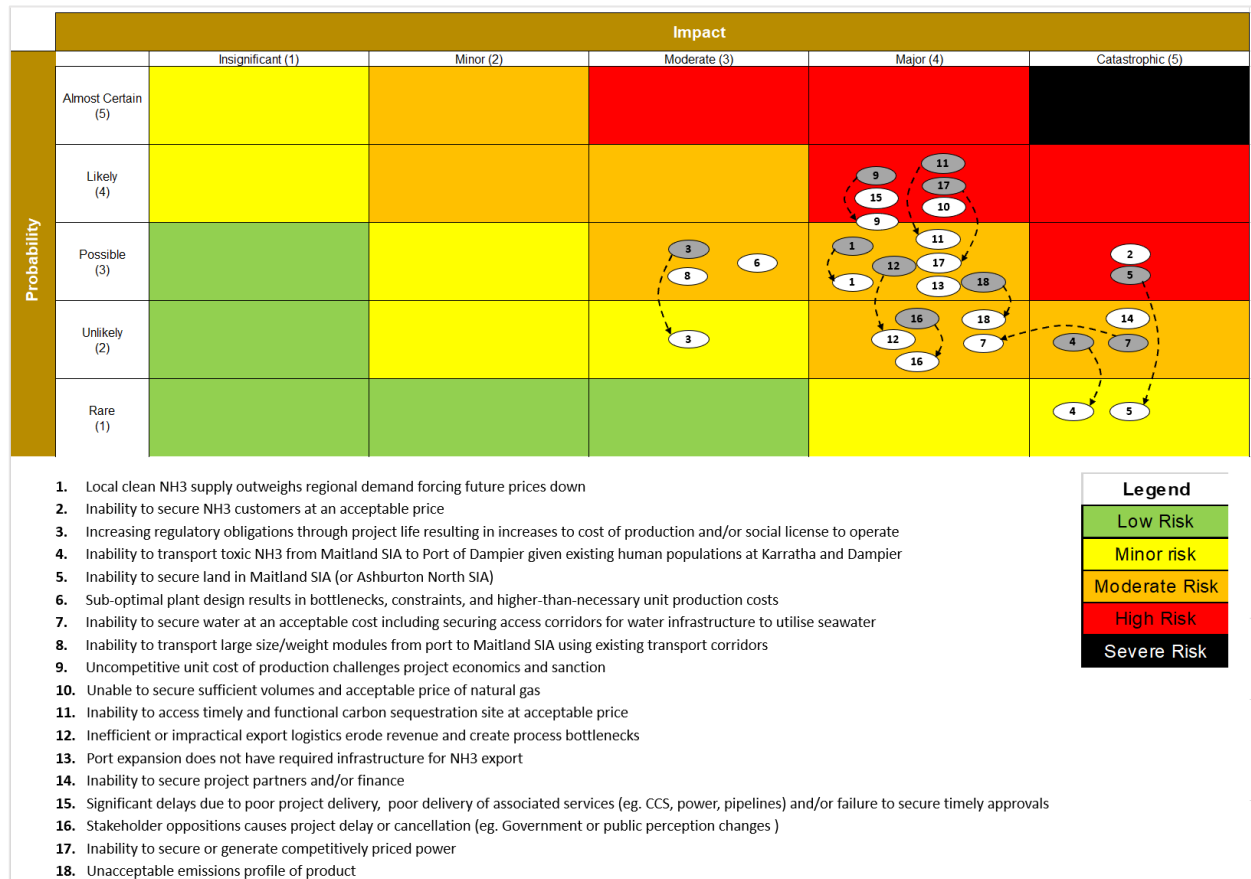 Impact
Insignificant (1) Minor (2) Moderate (3) Major (4) Catastrophic (5)
Probability
Almost Certain
(5)
Likely
(4)
11
9
17
15
10
9
Possible
(3)
11
1
3
2
6
17
12
5
8
1
13
18
Unlikely
(2)
16
18
14
3
12
7
4
7
16
Rare
(1)
4
5
1. Local clean NH3 supply outweighs regional demand forcing future prices down
2. Inability to secure NH3 customers at an acceptable price
3. Increasing regulatory obligations through project life resulting in increases to cost of production and/or social license to operate
4. Inability to transport toxic NH3 from Maitland SIA to Port of Dampier given existing human populations at Karratha and Dampier
5. Inability to secure land in Maitland SIA (or Ashburton North SIA)
6. Sub-optimal plant design results in bottlenecks, constraints, and higher-than-necessary unit production costs
7. Inability to secure water at an acceptable cost including securing access corridors for water infrastructure to utilise seawater
8. Inability to transport large size/weight modules from port to Maitland SIA using existing transport corridors
9. Uncompetitive unit cost of production challenges project economics and sanction
10. Unable to secure sufficient volumes and acceptable price of natural gas
11. Inability to access timely and functional carbon sequestration site at acceptable price
12. Inefficient or impractical export logistics erode revenue and create process bottlenecks
13. Port expansion does not have required infrastructure for NH3 export
14. Inability to secure project partners and/or finance
15. Significant delays due to poor project delivery, poor delivery of associated services (eg. CCS, power, pipelines) and/or failure to secure timely approvals
16. Stakeholder oppositions causes project delay or cancellation (eg. Government or public perception changes )
17. Inability to secure or generate competitively priced power
18. Unacceptable emissions profile of product
Legend
Low Risk
Minor risk
Moderate Risk
High Risk
Severe Risk